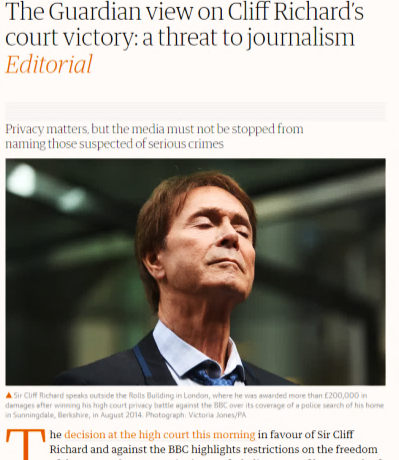 The Guardian view on Cliff Richard's
court victory: a threat to journalism
Editorial
Privacy matters, but the media must not be stopped from
naming those suspected of serious crimes
▲ Sir Cliff Richard speaks outside the Rolls Building in London, where he was awarded more than £200,000 in
damages after winning his high court privacy battle against the BBC over its coverage of a police search of his home
in Sunningdale, Berkshire, in August 2014. Photograph: Victoria Jones/PA
The decision at the high court this morning in favour of Sir Cliff
Richard and against the BBC highlights restrictions on the freedom